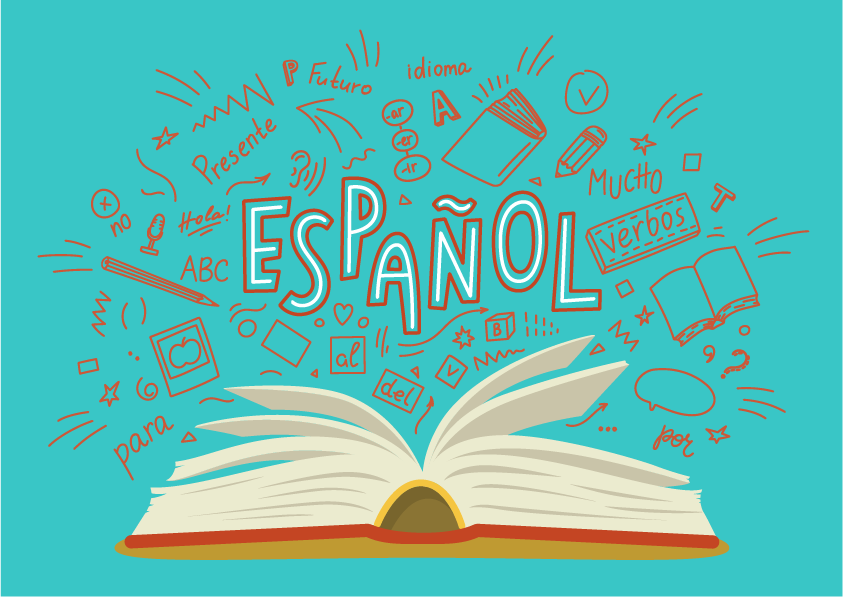 P Futuro
idioma
Presente
-ar
A
-er
-ir
MUCHO
T
no
Hola!
ESPAÑOL
verbos
ABC
B
al
del
para
?
por